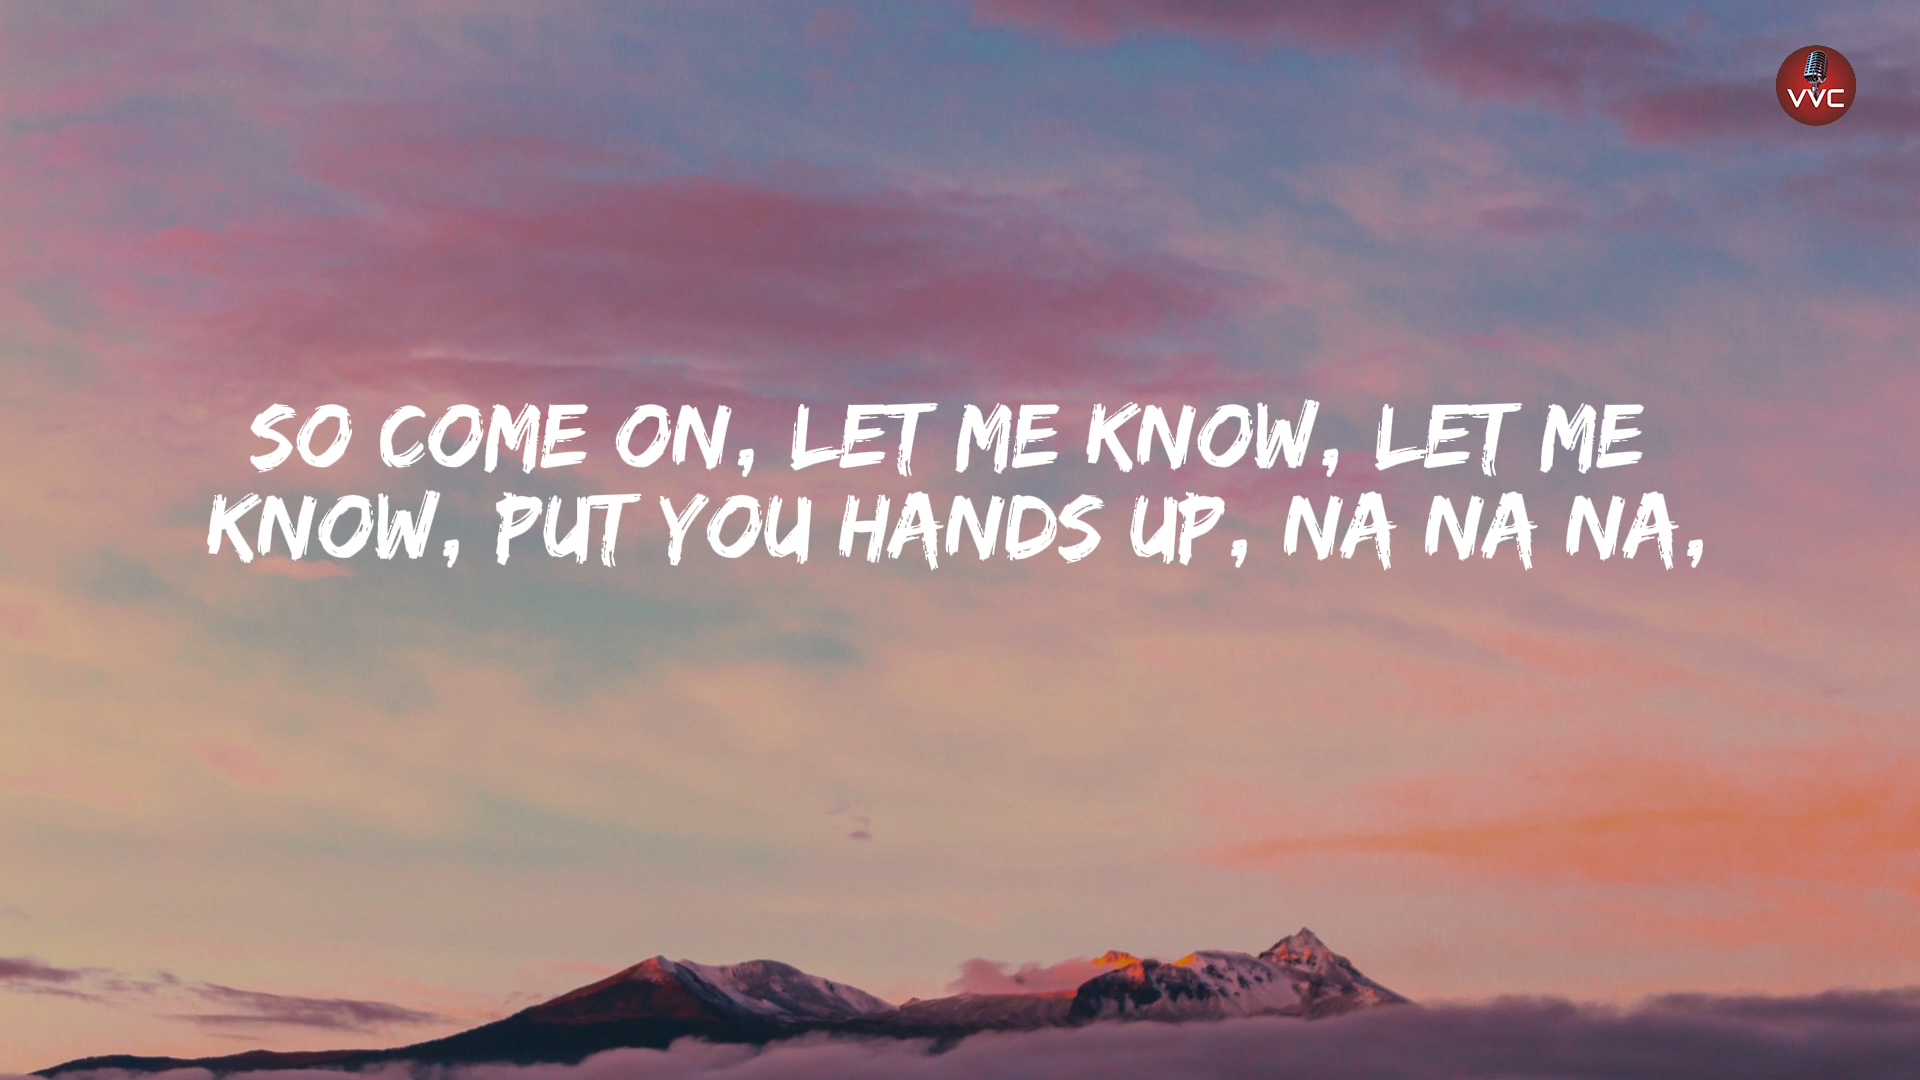 VVC
SO COME ON, LET ME KNOW, LET ME
KNOW, PUT YOU HANDS UP, NA NA NA,